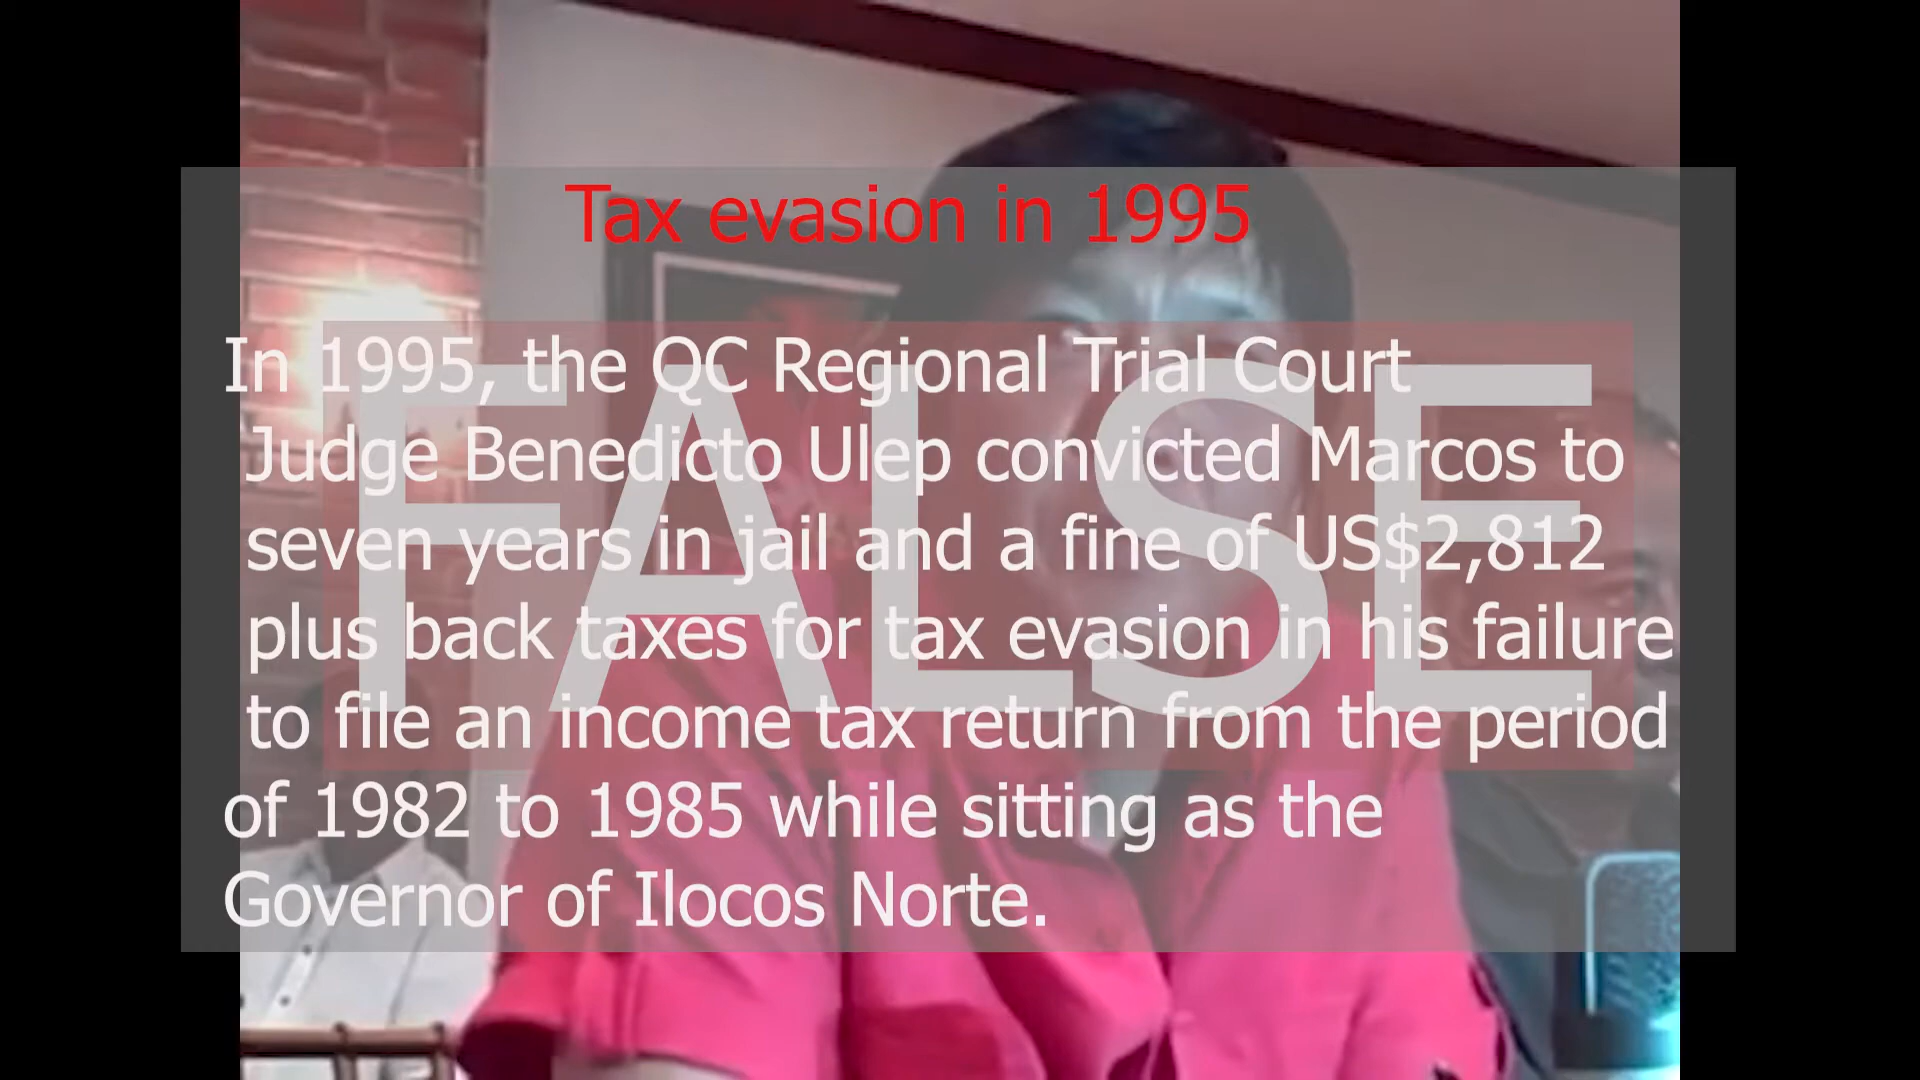 Tax evasion in 1995
FALSE
In 1995, the QC Regional Trial Court
Judge Benedicto Ulep convicted Marcos to
seven years in jail and a fine of US$2,812
plus back taxes for tax evasion in his failure
to file an income tax return from the period
of 1982 to 1985 while sitting as the
Governor of Ilocos Norte.